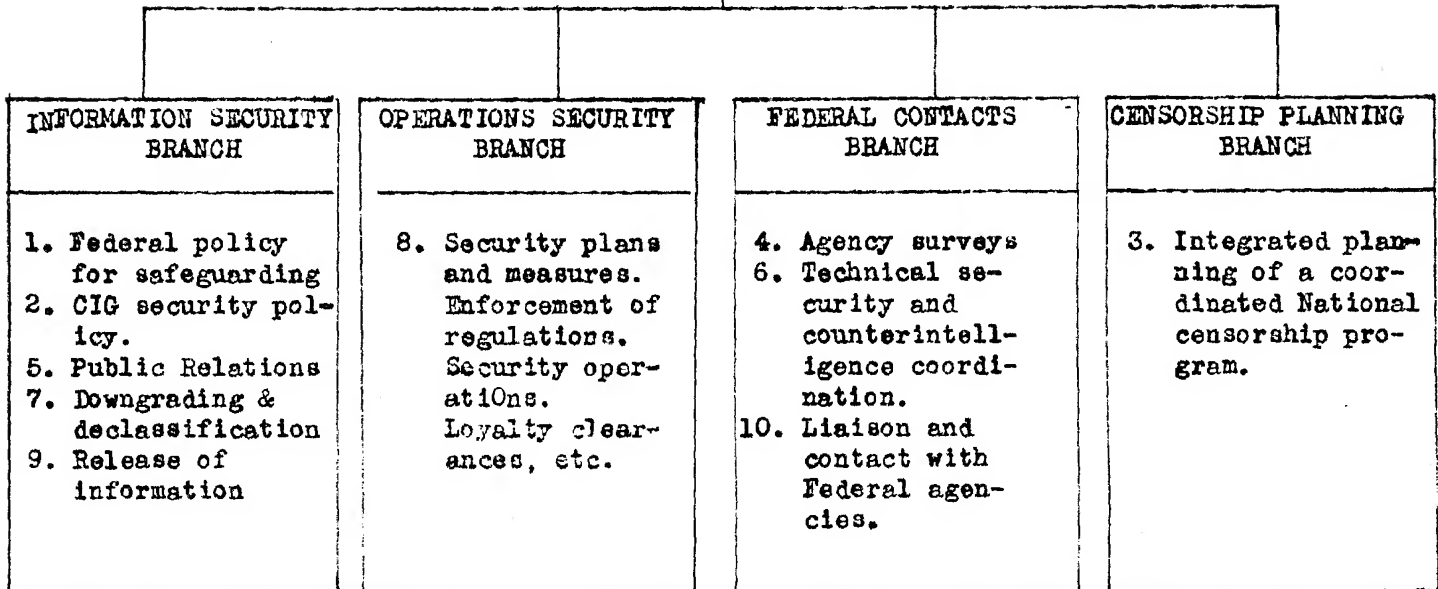 INFORMATION SECURITY
BRANCH
1. Federal policy
for safeguarding
2. CIG security pol-
icy.
5. Public Relations
7. Downgrading &
declassification
9. Release of
information
OPERATIONS SECURITY
BRANCH
8. Security plans
and measures.
Enforcement of
regulations.
Security oper-
atiOns.
Loyalty clear-
ances, etc.
FEDERAL CONTACTS
BRANCH
4. Agency surveys
6. Technical se-
curity and
counterintell-
igence coordi-
nation.
10. Liaison and
contact with
Federal agen-
cies.
CENSORSHIP PLANNING
BRANCH
3. Integrated plan-
ning of a coor-
dinated National
censorship pro-
gram.